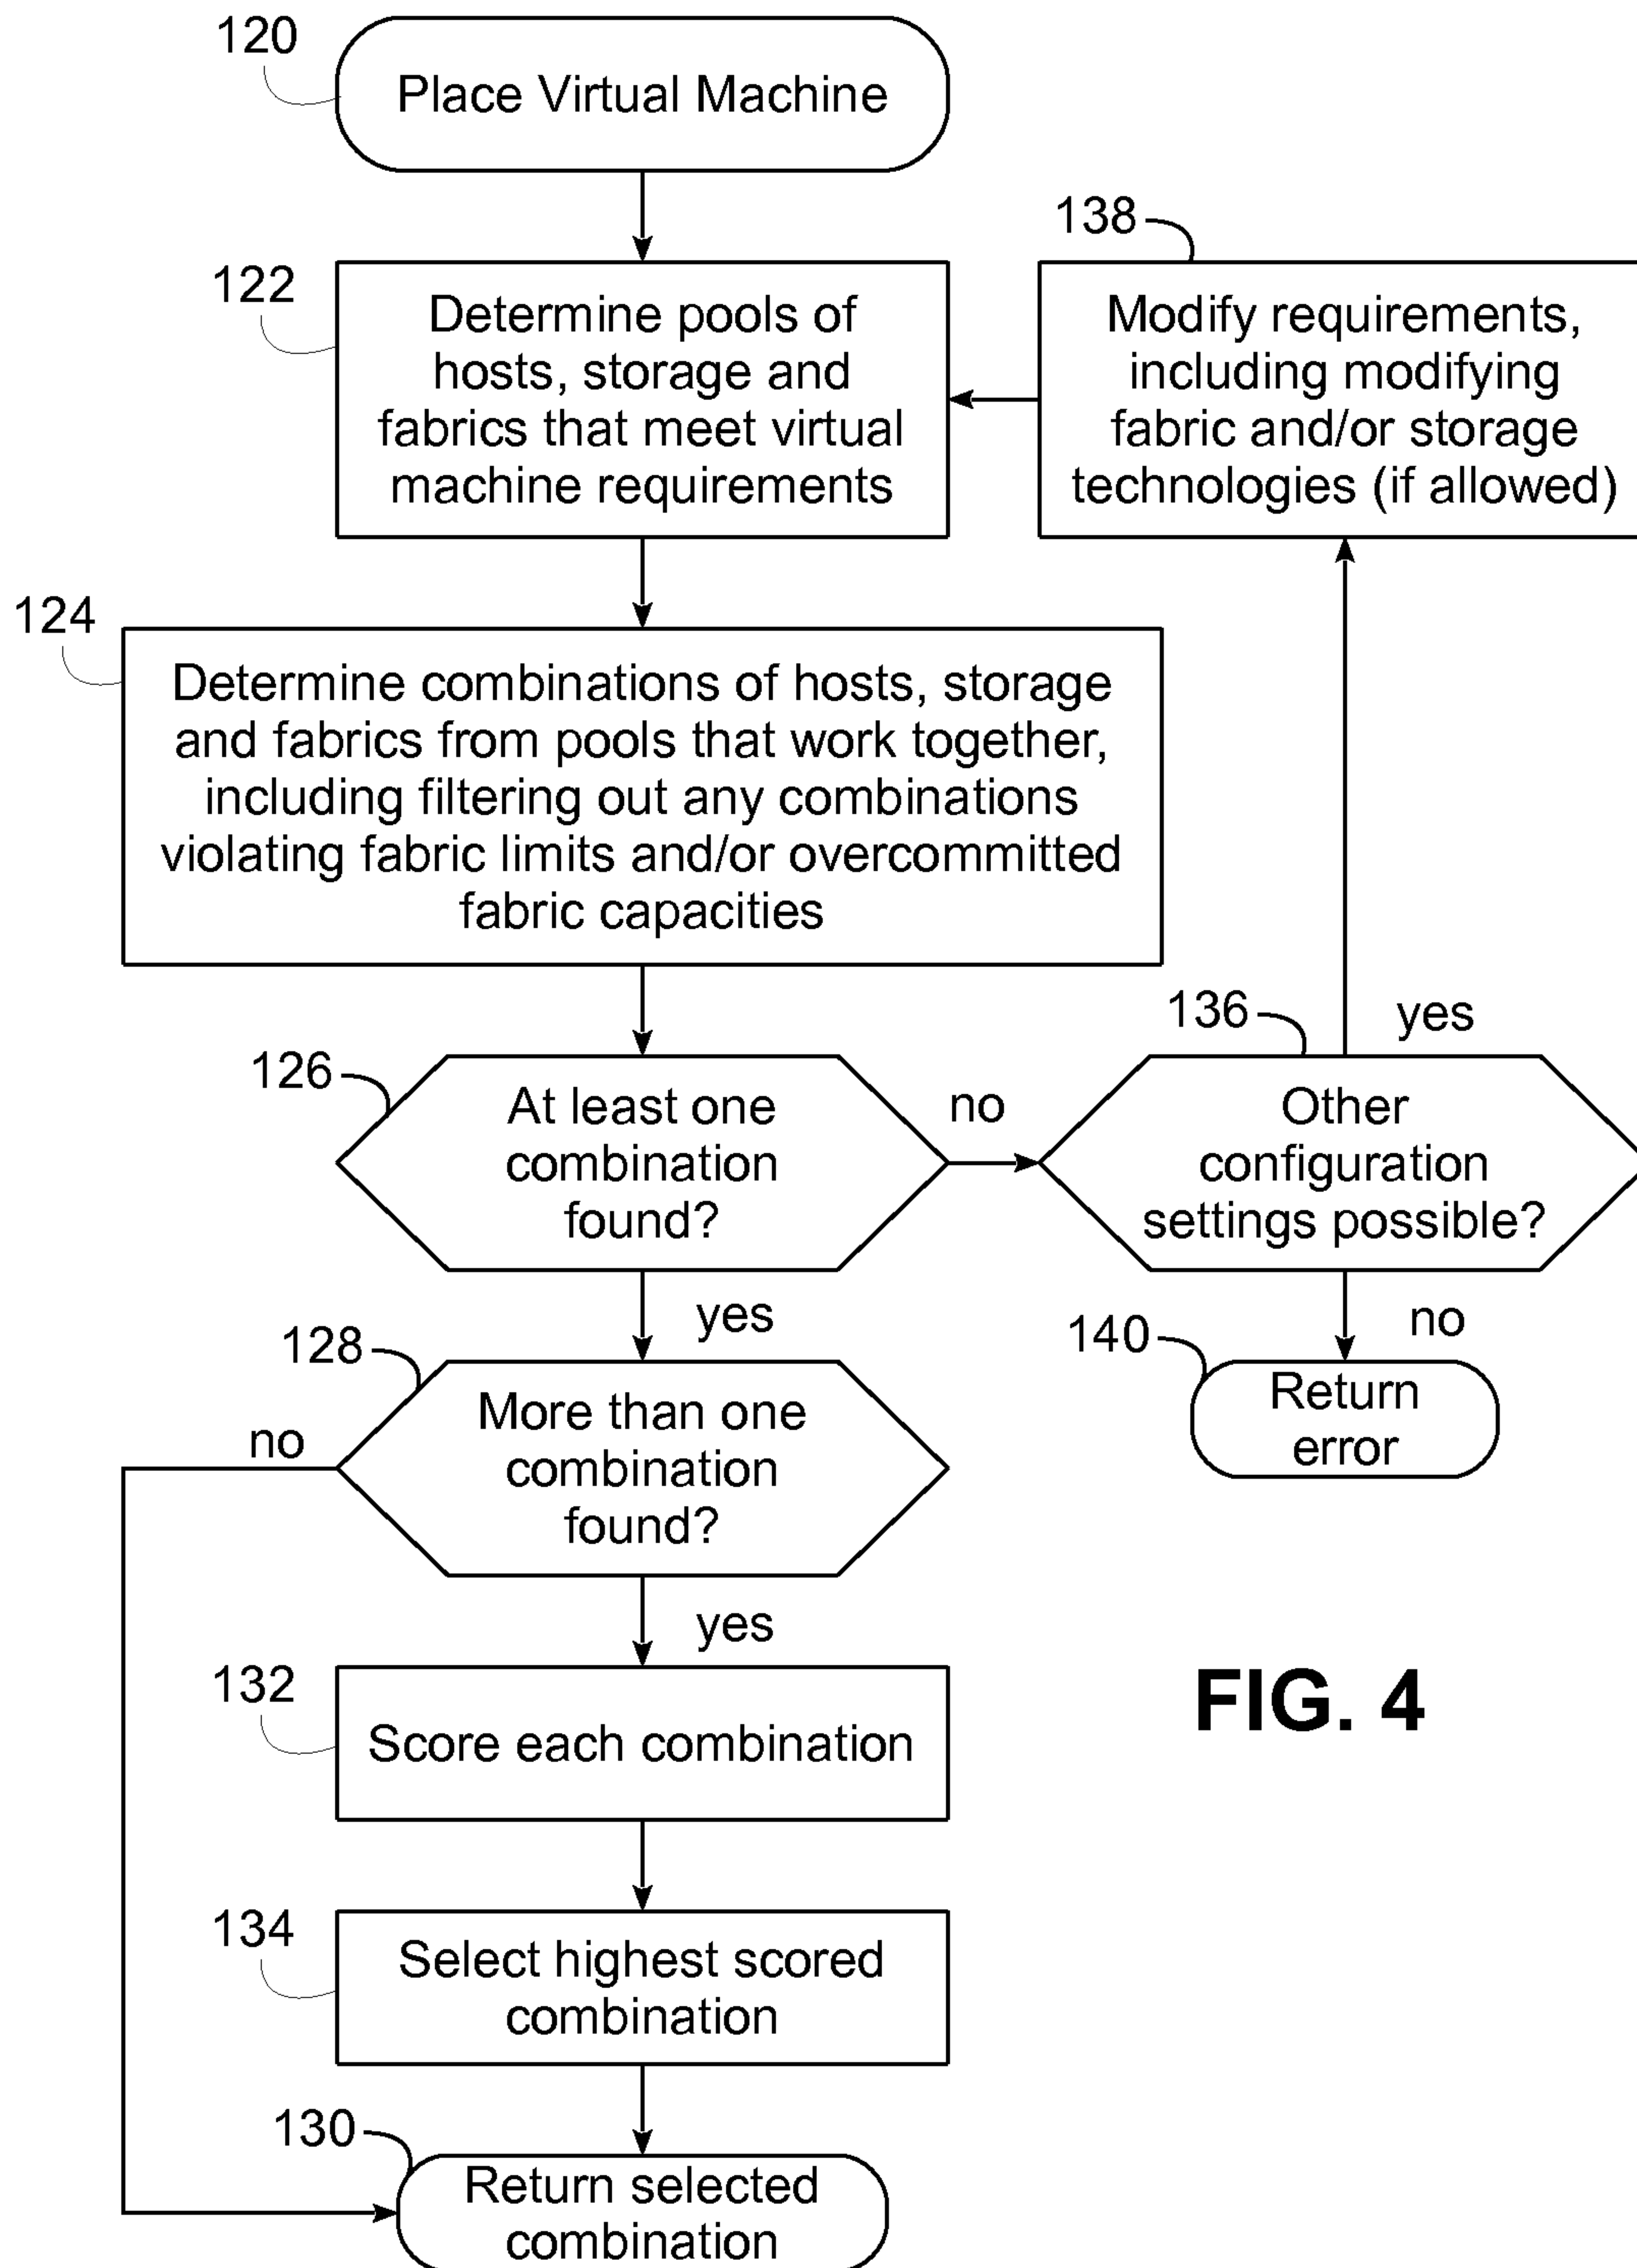 120
Place Virtual Machine
138
122
Determine pools of
hosts, storage and
fabrics that meet virtual
machine requirements
Modify requirements,
including modifying
fabric and/or storage
technologies (if allowed)
124
Determine combinations of hosts, storage
and fabrics from pools that work together,
including filtering out any combinations
violating fabric limits and/or overcommitted
fabric capacities
136
yes
126
At least one
combination
found?
no
Other
configuration
settings possible?
yes
no
128
140
More than one
combination
found?
no
Return
error
yes
132
Score each combination
FIG. 4
134
Select highest scored
combination
130
Return selected
combination